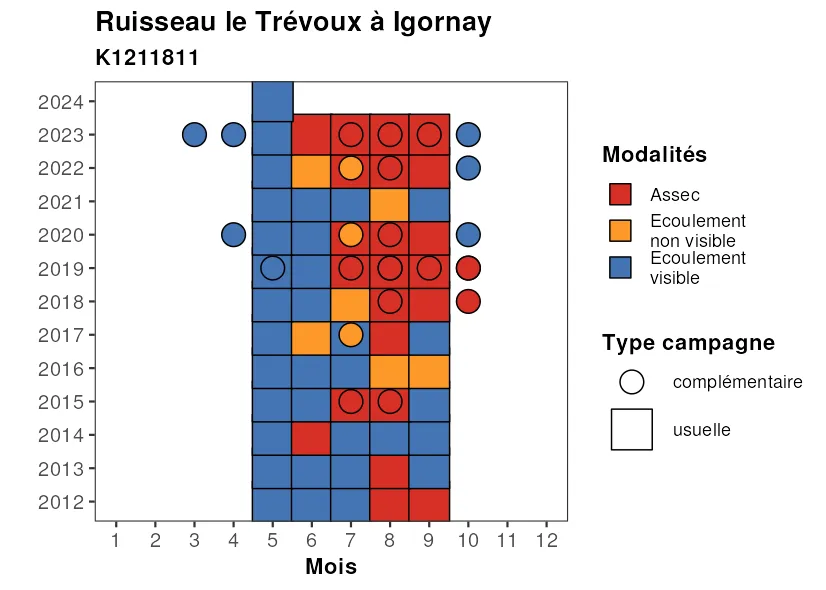 Ruisseau le Trévoux à Igornay
K1211811
2024
2023
2022
2021
2020
2019
2018
2017
2016
2015
2014
2013
2012
1 2 3 4 5 6 7 8 9 10 11 12
Mois
Modalités
Assec
Ecoulement
non visible
Ecoulement
visible
Type campagne
complémentaire
usuelle